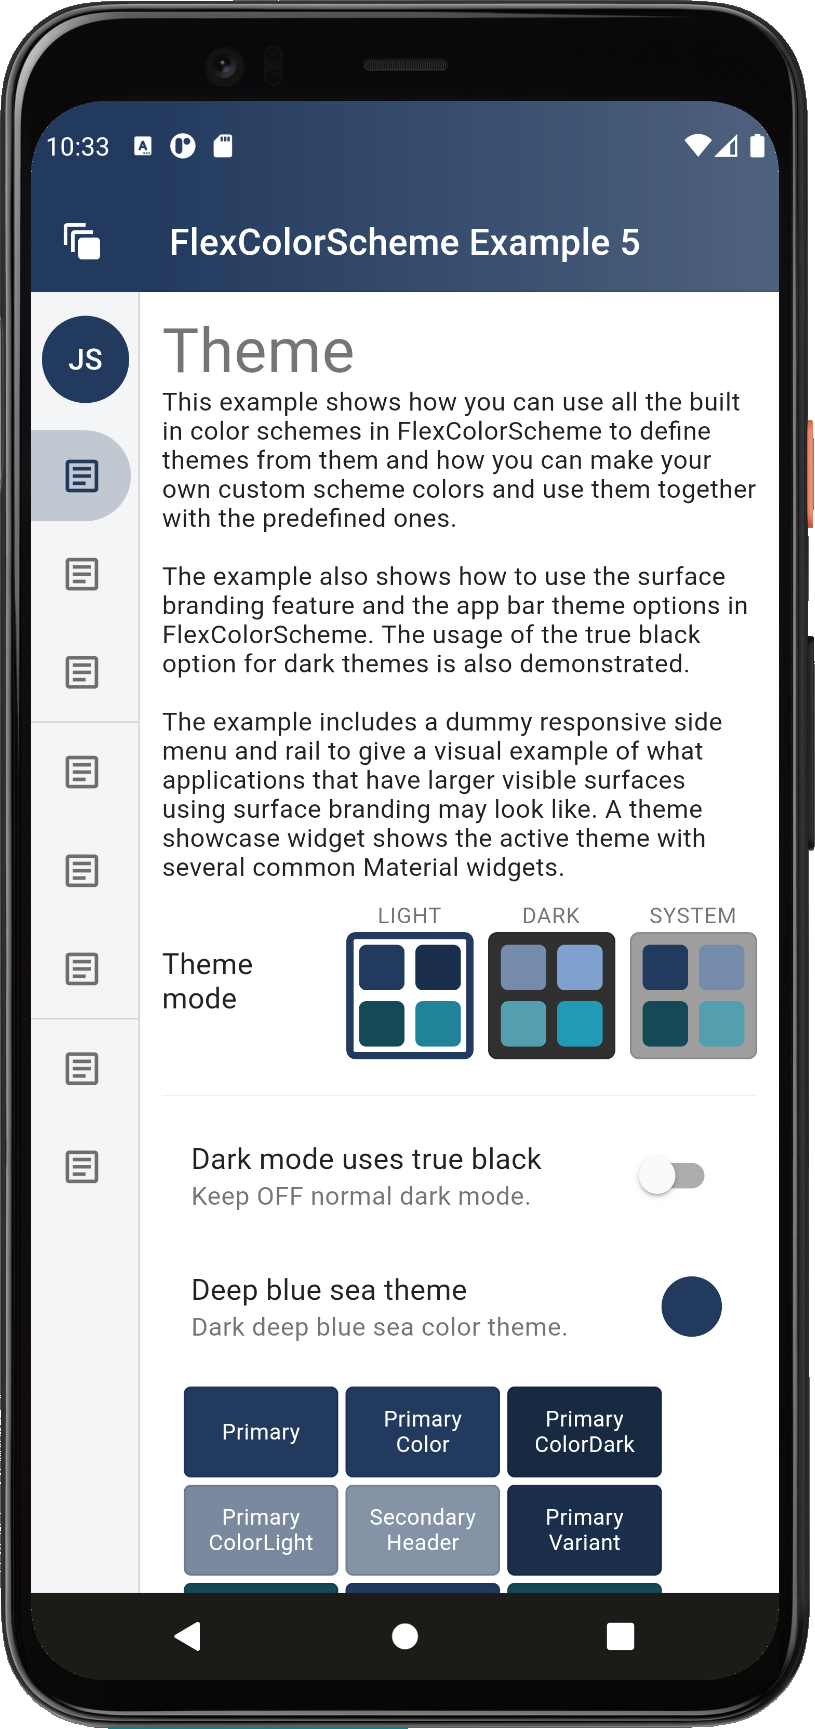 10:33
A
FlexColorScheme Example 5
JS
Theme
This example shows how you can use all the built
in color schemes in FlexColorScheme to define
themes from them and how you can make your
own custom scheme colors and use them together
with the predefined ones.
The example also shows how to use the surface
branding feature and the app bar theme options in
FlexColorScheme. The usage of the true black
option for dark themes is also demonstrated.
The example includes a dummy responsive side
menu and rail to give a visual example of what
applications that have larger visible surfaces
using surface branding may look like. A theme
showcase widget shows the active theme with
several common Material widgets.
LIGHT DARK SYSTEM
Theme
mode
Dark mode uses true black
Keep OFF normal dark mode.
Deep blue sea theme
Dark deep blue sea color theme.
Primary
Primary
Color
Primary
ColorDark
Primary
ColorLight
Secondary
Header
Primary
Variant